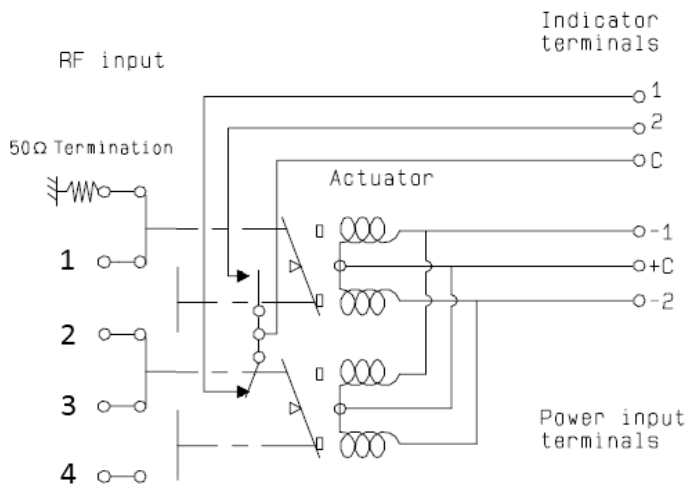 Indicator
terminals
RF input
1
2
50Ω Termination
C
Actuator
-1
1
+C
-2
2
3
Power input
terminals
4